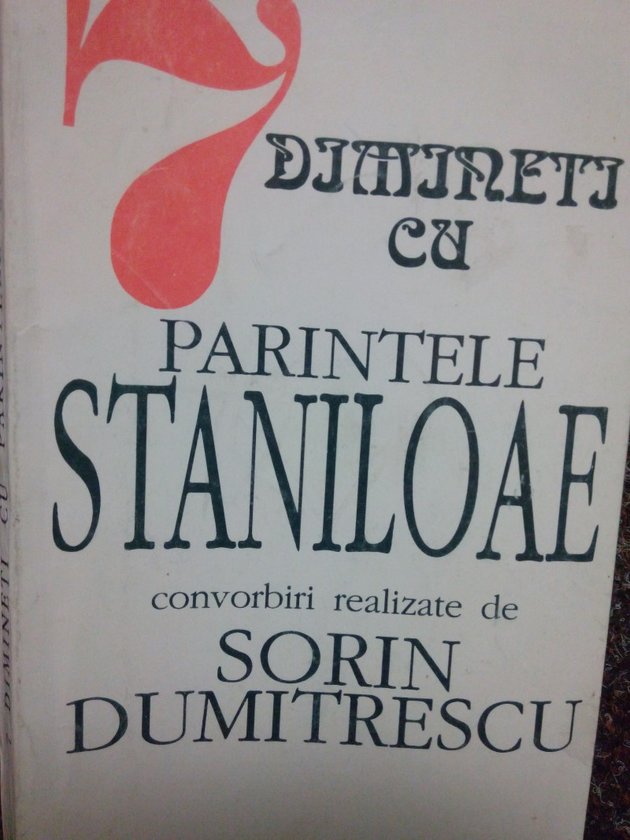 7
DIMINETI
CU
PARINTELE
STANILOAE
convorbiri realizate de
SORIN
DUMITRESCU
7 DIMINETI CU